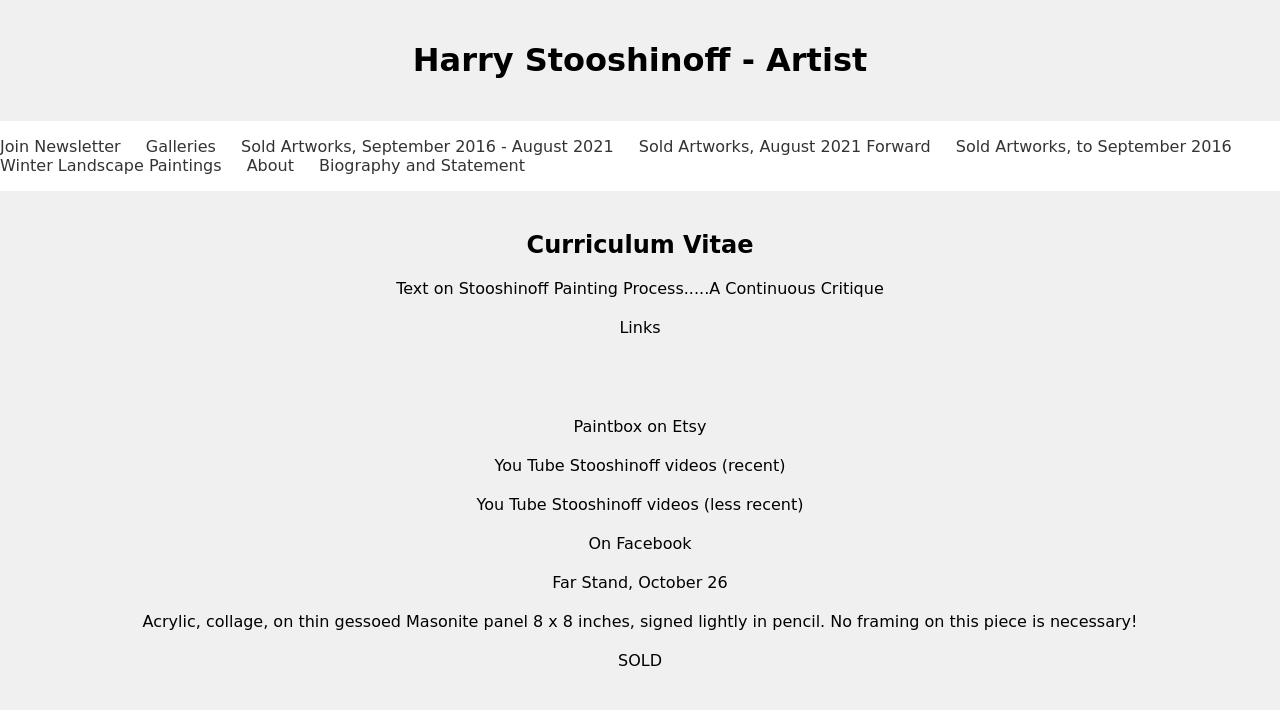 Harry Stooshinoff - Artist
Join Newsletter Galleries Sold Artworks, September 2016 - August 2021 Sold Artworks, August 2021 Forward Sold Artworks, to September 2016
Winter Landscape Paintings About Biography and Statement
Curriculum Vitae
Text on Stooshinoff Painting Process.....A Continuous Critique
Links
Paintbox on Etsy
You Tube Stooshinoff videos (recent)
You Tube Stooshinoff videos (less recent)
On Facebook
Far Stand, October 26
Acrylic, collage, on thin gessoed Masonite panel 8 x 8 inches, signed lightly in pencil. No framing on this piece is necessary!
SOLD